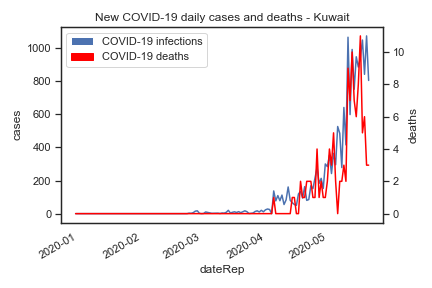 New COVID-19 daily cases and deaths - Kuwait
COVID-19 infections
COVID-19 deaths
1000
800
600
400
200
0
cases
10
8
6
4
2
0
deaths
2020-01
2020-02
2020-03
2020-04
2020-05
dateRep